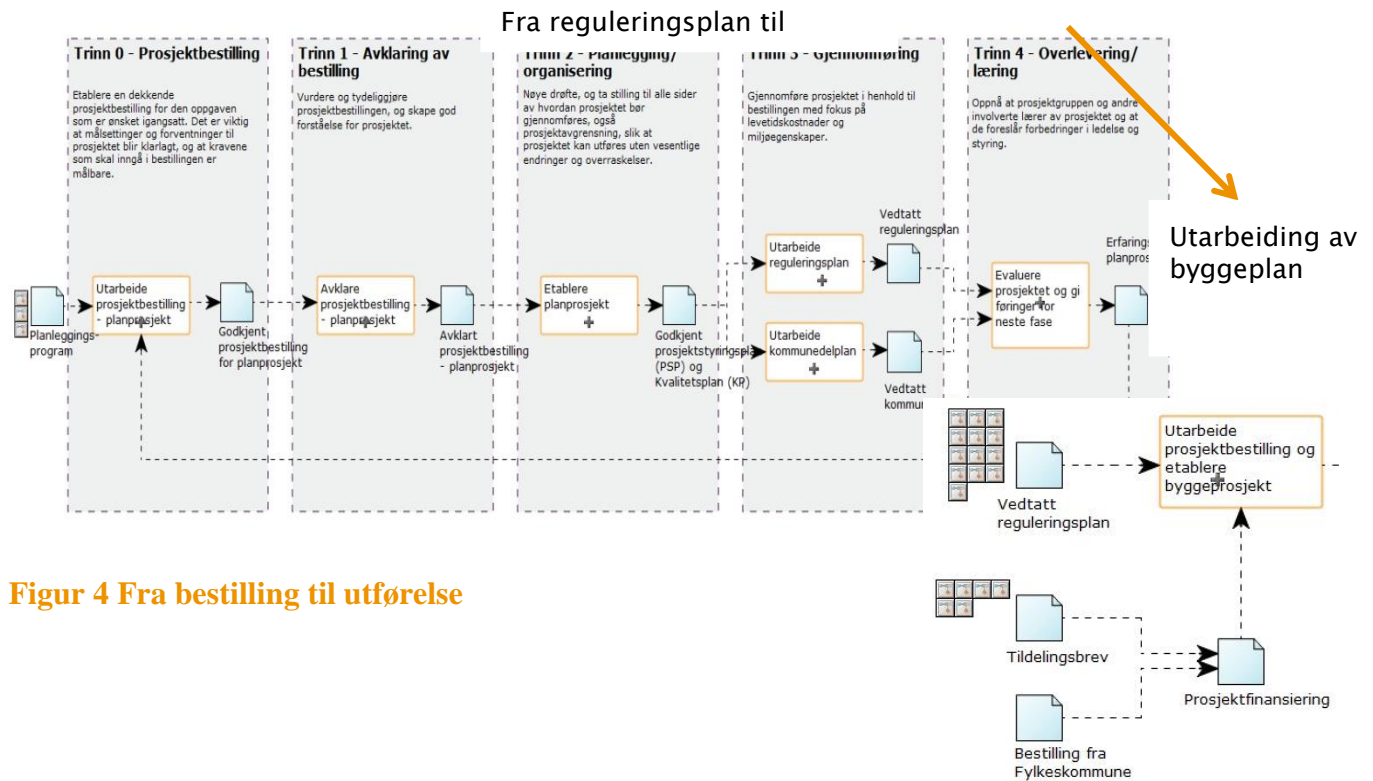 Fra reguleringsplan til
Trinn 0 - Prosjektbestilling
Etablere en dekkende
prosjektbestilling for den oppgaven
som er ønsket igangsatt. Det er viktig
at målsettinger og forventninger til
prosjektet blir klarlagt, og at kravene
som skal inngå i bestillingen er
målbare.
Trinn 1 - Avklaring av
bestilling
Vurdere og tydeliggjøre
prosjektbestillingen, og skape god
forståelse for prosjektet.
Trinn 2 - Planlegging/
organisering
Nøye drøfte, og ta stilling til alle sider
av hvordan prosjektet bør
gjennomføres, også
prosjektavgrensning, slik at
prosjektet kan utføres uten vesentlige
endringer og overraskelser.
Trinn 3 - Gjennomføring
Gjennomføre prosjektet i henhold til
bestillingen med fokus på
levetidskostnader og
miljøegenskaper.
Trinn 4 - Overlevering/
læring
Oppnå at prosjektgruppen og andre
involverte lærer av prosjektet og at
de foreslår forbedringer i ledelse og
styring.
Planleggings-
program
Utarbeide
prosjektbestilling
- planprosjekt
Godkjent
prosjektbestilling
for planprosjekt
Avklare
prosjektbestilling
- planprosjekt
Avklart
prosjektbestilling
- planprosjekt
Etablere
planprosjekt
Godkjent
prosjektstyringspla
(PSP) og
Kvalitetsplan (KP)
Utarbeide
reguleringsplan
Vedtatt
reguleringsplan
Utarbeide
kommunedelplan
Vedtatt
kommun
Evaluere
prosjektet og gi
føringer for
neste fase
Erfarings
planpros
Utarbeiding av
byggeplan
Vedtatt
reguleringsplan
Utarbeide
prosjektbestilling og
etablere
byggeprosjekt
Tildelingsbrev
Prosjektfinansiering
Bestilling fra
Fylkeskommune
Figur 4 Fra bestilling til utførelse